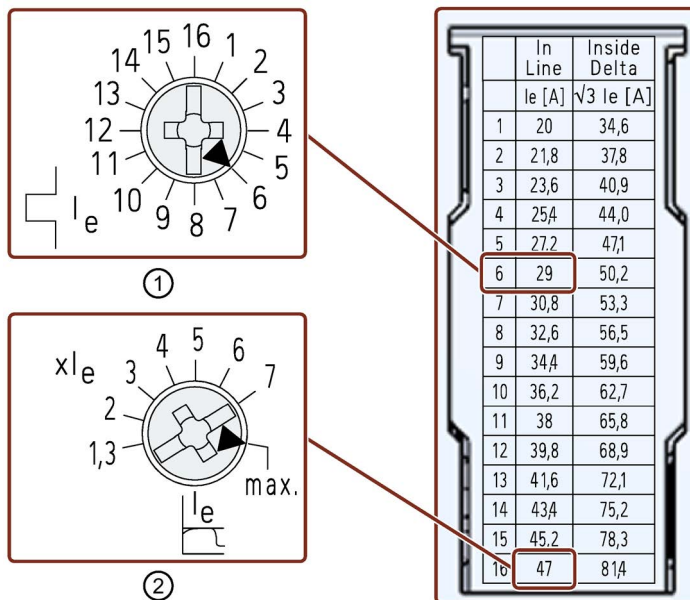 16
15
1
14
2
13
3
12
4
11
5
10
6
9
7
8
Ie
①
xIe
5
4
6
3
7
2
1,3
max.
Ie
②
In Line Inside Delta
Ie [A] √3 Ie [A]
1 20 34,6
2 21,8 37,8
3 23,6 40,9
4 25,4 44,0
5 27,2 47,1
6 29 50,2
7 30,8 53,3
8 32,6 56,5
9 34,4 59,6
10 36,2 62,7
11 38 65,8
12 39,8 68,9
13 41,6 72,1
14 43,4 75,2
15 45,2 78,3
16 47 81,4